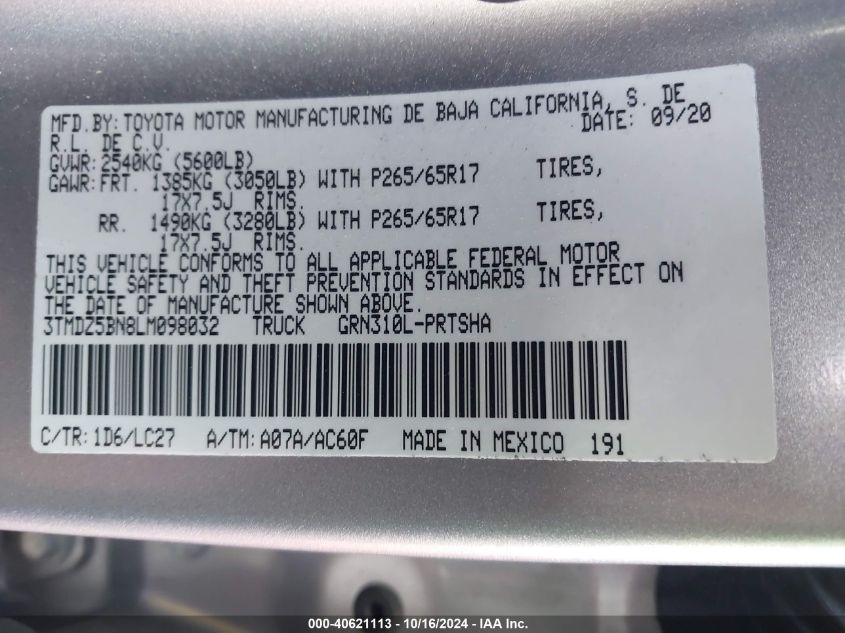 MFD.BY: TOYOTA MOTOR MANUFACTURING DE BAJA CALIFORNIA, S. DE
R.L. DE C.V. DATE: 09/20
GVWR: 2540KG (5600LB)
GAWR: FRT. 1385KG (3050LB) WITH P265/65R17 TIRES,
17X7.5J RIMS.
RR. 1490KG (3280LB) WITH P265/65R17 TIRES,
17X7.5J RIMS.
THIS VEHICLE CONFORMS TO ALL APPLICABLE FEDERAL MOTOR
VEHICLE SAFETY AND THEFT PREVENTION STANDARDS IN EFFECT ON
THE DATE OF MANUFACTURE SHOWN ABOVE.
3TMDZ5BN8LM098032 TRUCK GRN310L-PRTSHA
C/TR: 1D6/LC27 A/TM: A07A/AC60F MADE IN MEXICO 191
000-40621113 - 10/16/2024 - IAA Inc.